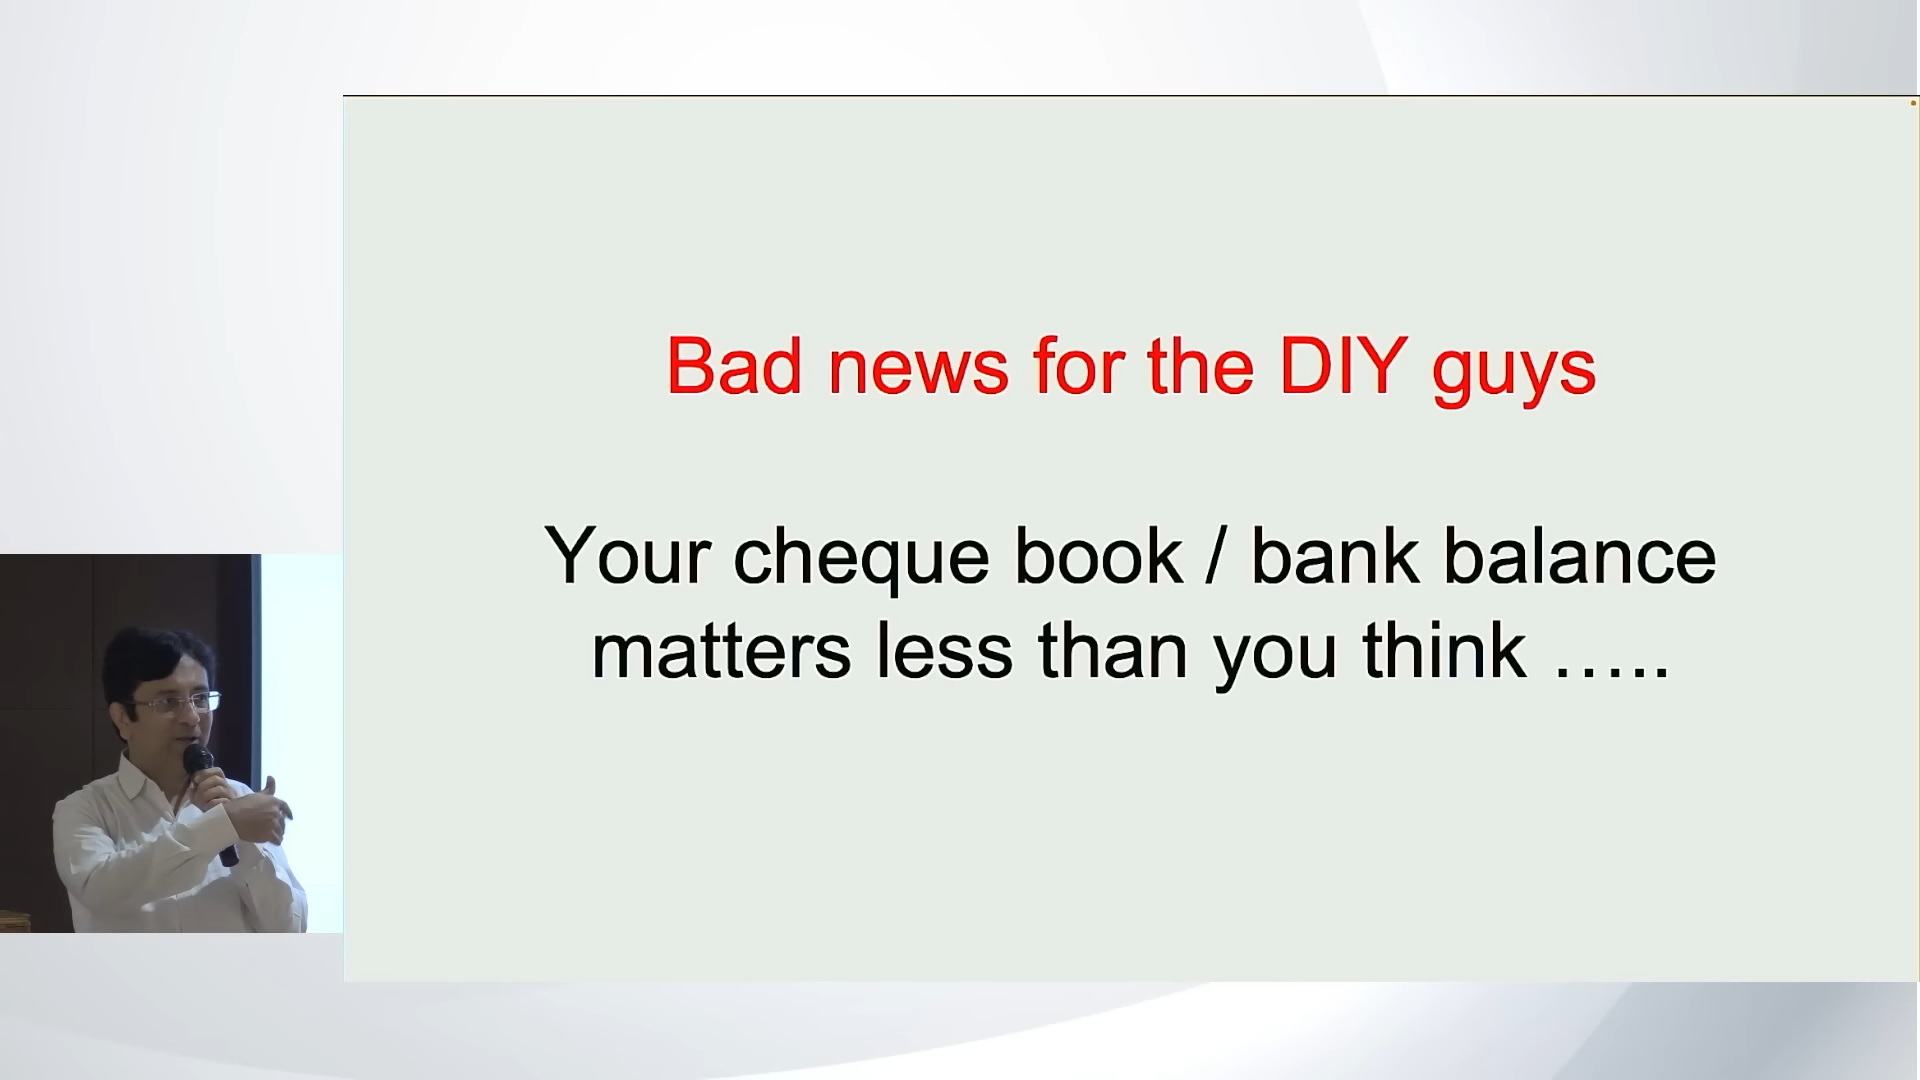 Bad news for the DIY guys
Your cheque book / bank balance
matters less than you think …..